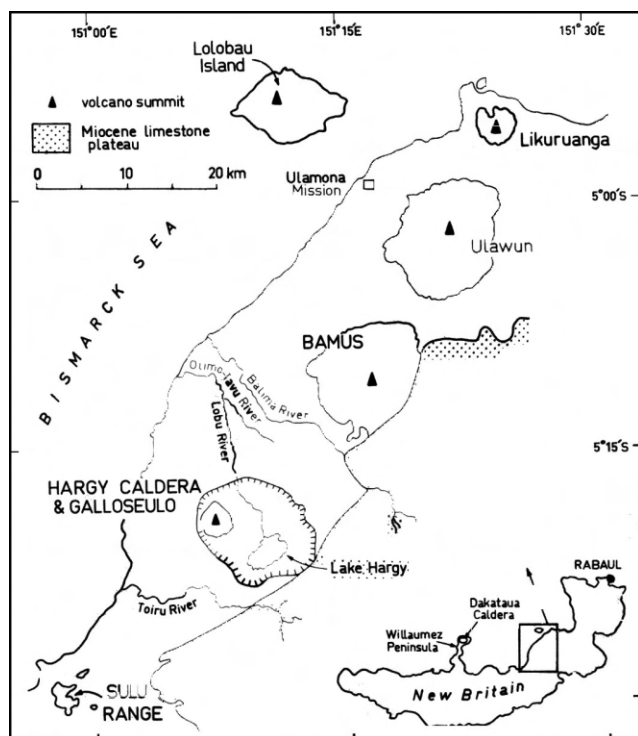 151°00'E
151°15'
151°30'
Lolobau
Island
volcano summit
Miocene limestone
plateau
0 10 20 km
Likuruanga
Ulamona
Mission
5°00'S
Ulawun
BISMARCK SEA
BAMUS
Olimo-Iavu River
Balima River
Lobu River
5°15'S
HARGY CALDERA
& GALLOSEULO
Lake Hargy
Toiru River
RABAUL
Dakataua
Caldera
Willaumez
Peninsula
New Britain
SULU
RANGE